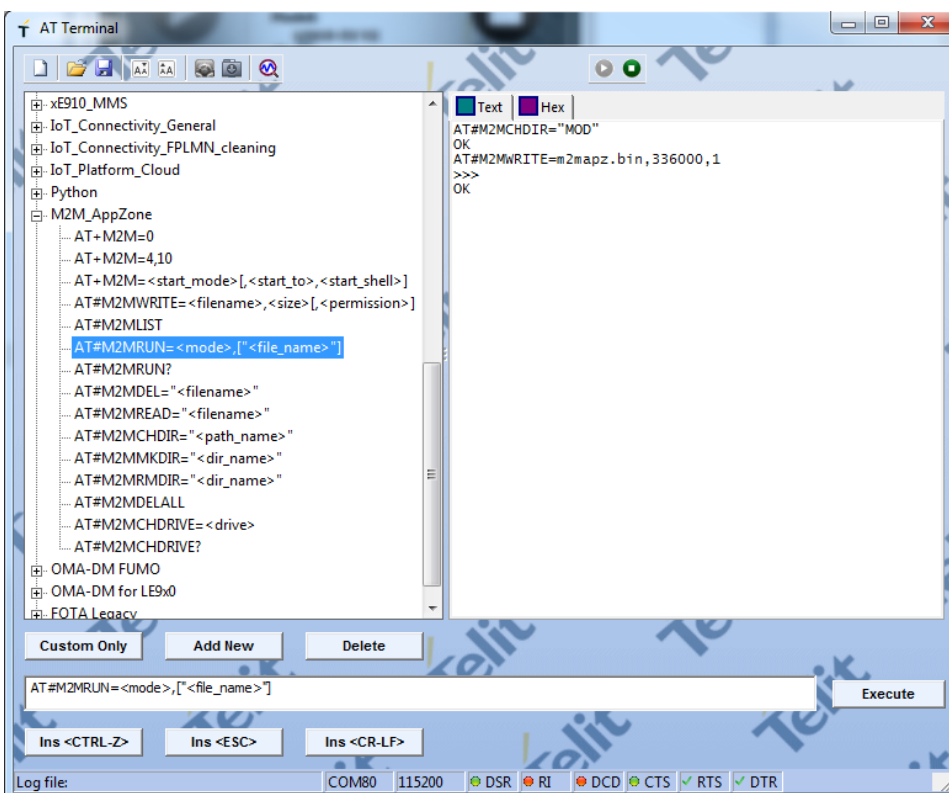 AT Terminal
xE910_MMS
IoT_Connectivity_General
IoT_Connectivity_FPLMN_cleaning
IoT_Platform_Cloud
Python
M2M_AppZone
AT+M2M=0
AT+M2M=4,10
AT+M2M=<start_mode>[,<start_to>,<start_shell>]
AT#M2MWRITE=<filename>,<size>[,<permission>]
AT#M2MLIST
AT#M2MRUN=<mode>,["<file_name>"]
AT#M2MRUN?
AT#M2MDEL="<filename>"
AT#M2MREAD="<filename>"
AT#M2MCHDIR="<path_name>"
AT#M2MMKDIR="<dir_name>"
AT#M2MRMDIR="<dir_name>"
AT#M2MDELALL
AT#M2MCHDRIVE=<drive>
AT#M2MCHDRIVE?
OMA-DM FUMO
OMA-DM for LE9x0
FOTA Legacy
Text Hex
AT#M2MCHDIR="MOD"
OK
AT#M2MWRITE=m2mapz.bin,336000,1
>>>
OK
Custom Only Add New Delete
AT#M2MRUN=<mode>,["<file_name>"]
Execute
Ins <CTRL-Z> Ins <ESC> Ins <CR-LF>
Log file: COM80 115200 DSR RI DCD CTS RTS DTR
Telit